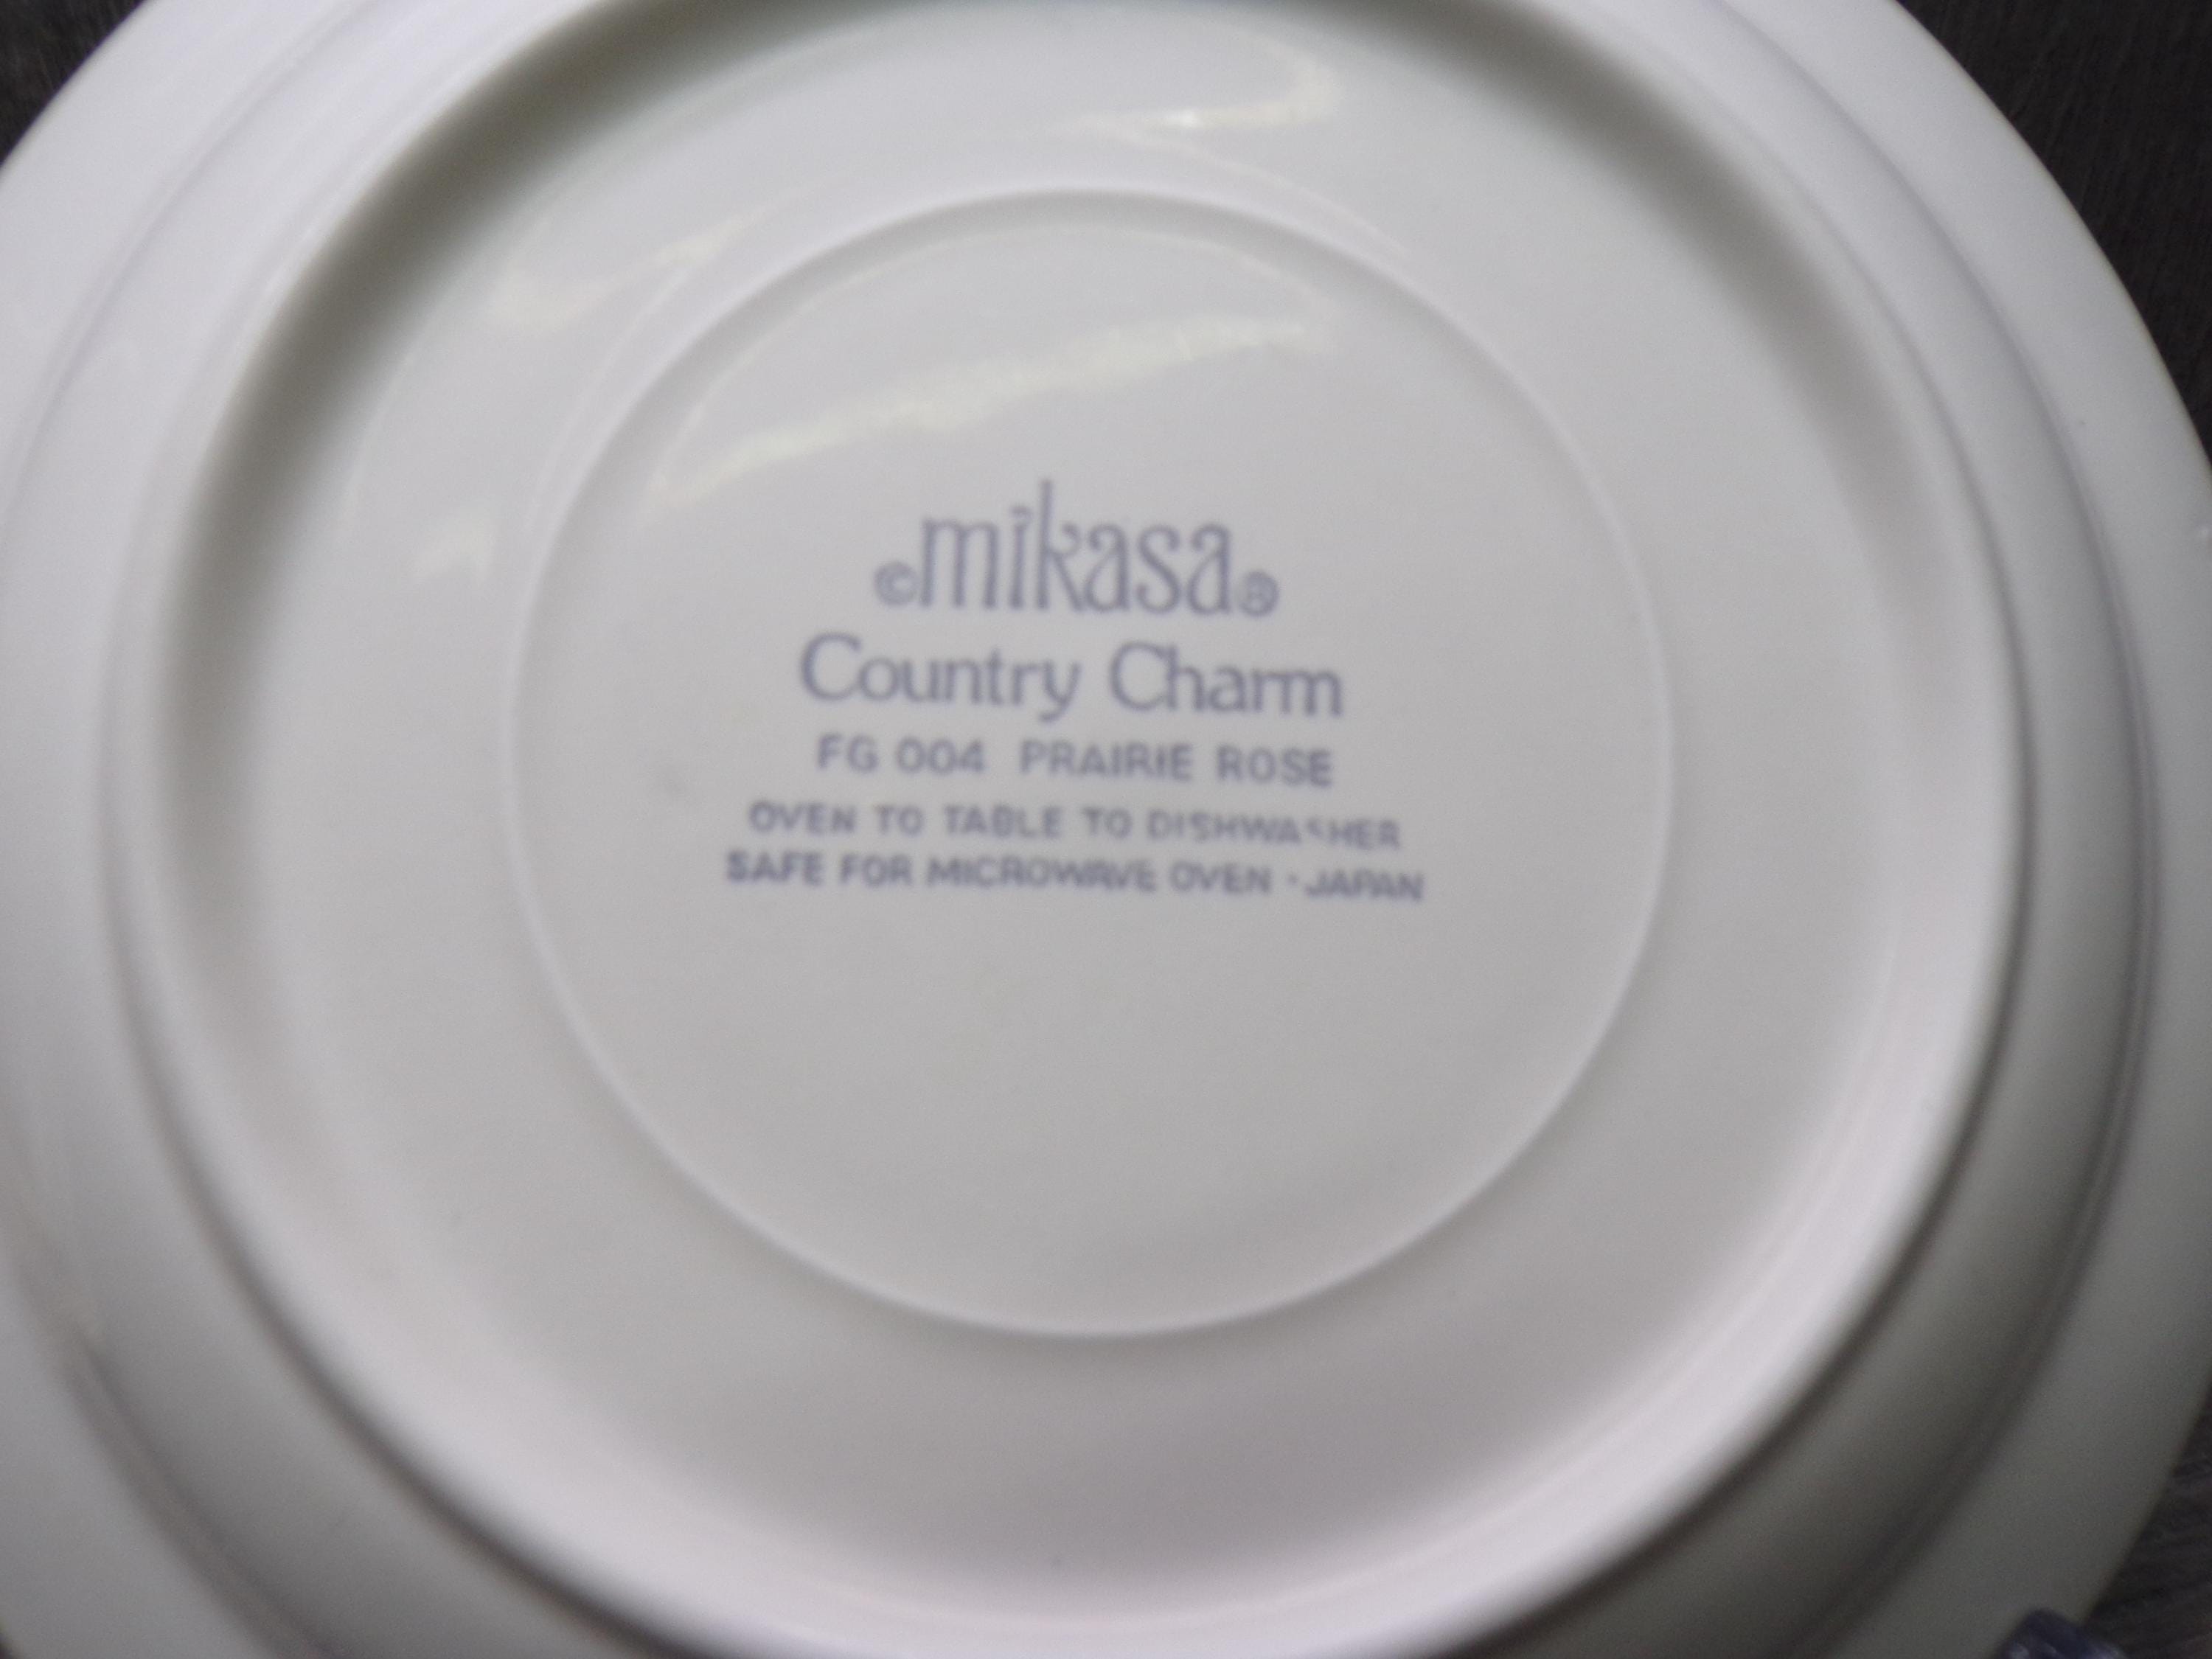 ©mikasa®
Country Charm
FG 004 PRAIRIE ROSE
OVEN TO TABLE TO DISHWASHER
SAFE FOR MICROWAVE OVEN · JAPAN